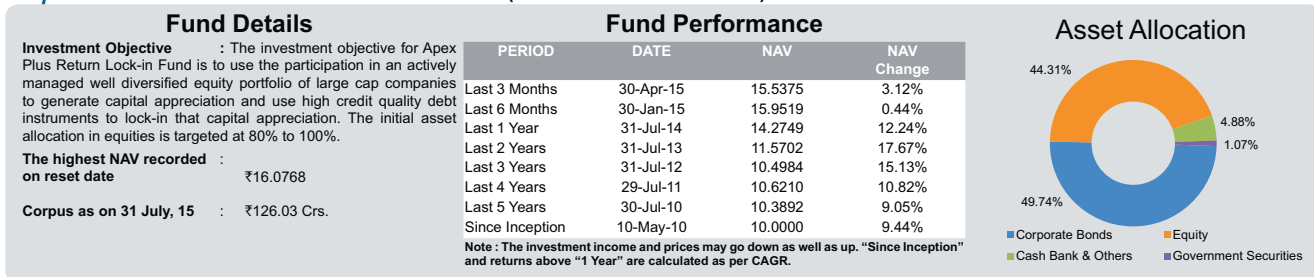 Fund Details
Investment Objective : The investment objective for Apex
Plus Return Lock-in Fund is to use the participation in an actively
managed well diversified equity portfolio of large cap companies
to generate capital appreciation and use high credit quality debt
instruments to lock-in that capital appreciation. The initial asset
allocation in equities is targeted at 80% to 100%.
The highest NAV recorded :
on reset date ₹16.0768
Corpus as on 31 July, 15 : ₹126.03 Crs.
Fund Performance
PERIOD DATE NAV NAV
Change
Last 3 Months 30-Apr-15 15.5375 3.12%
Last 6 Months 30-Jan-15 15.9519 0.44%
Last 1 Year 31-Jul-14 14.2749 12.24%
Last 2 Years 31-Jul-13 11.5702 17.67%
Last 3 Years 31-Jul-12 10.4984 15.13%
Last 4 Years 29-Jul-11 10.6210 10.82%
Last 5 Years 30-Jul-10 10.3892 9.05%
Since Inception 10-May-10 10.0000 9.44%
Note : The investment income and prices may go down as well as up. “Since Inception”
and returns above “1 Year” are calculated as per CAGR.
Asset Allocation
44.31%
4.88%
1.07%
49.74%
Corporate Bonds Equity
Cash Bank & Others Government Securities